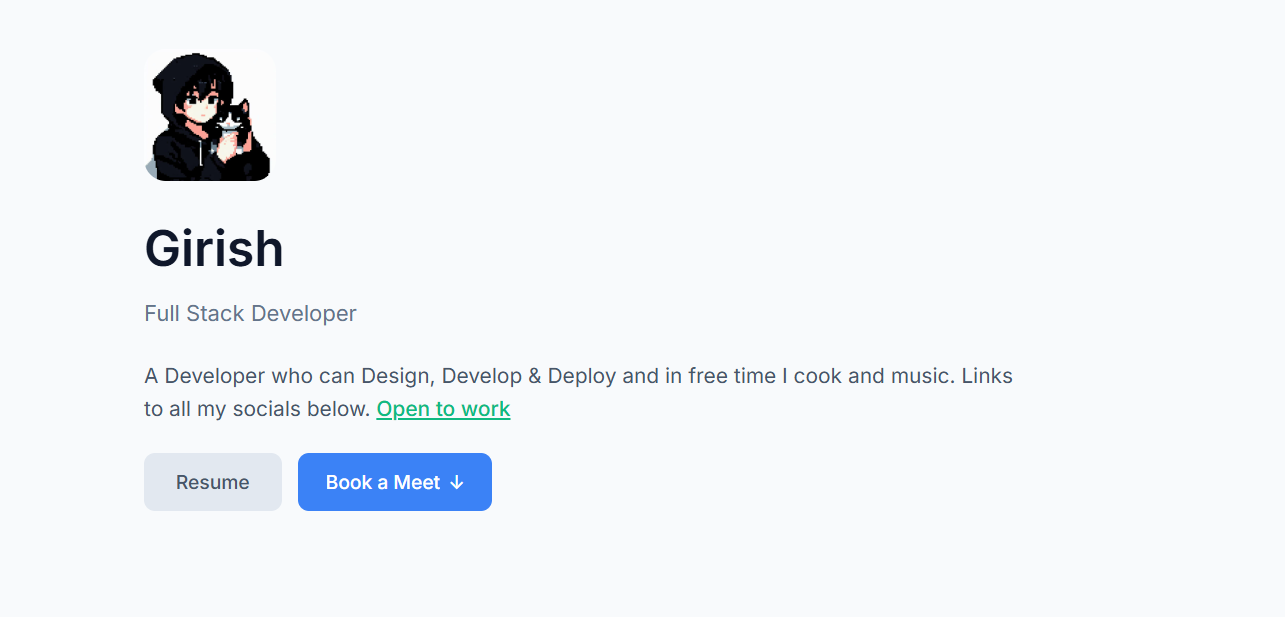 Girish
Full Stack Developer
A Developer who can Design, Develop & Deploy and in free time I cook and music. Links
to all my socials below. Open to work
Resume
Book a Meet ↓